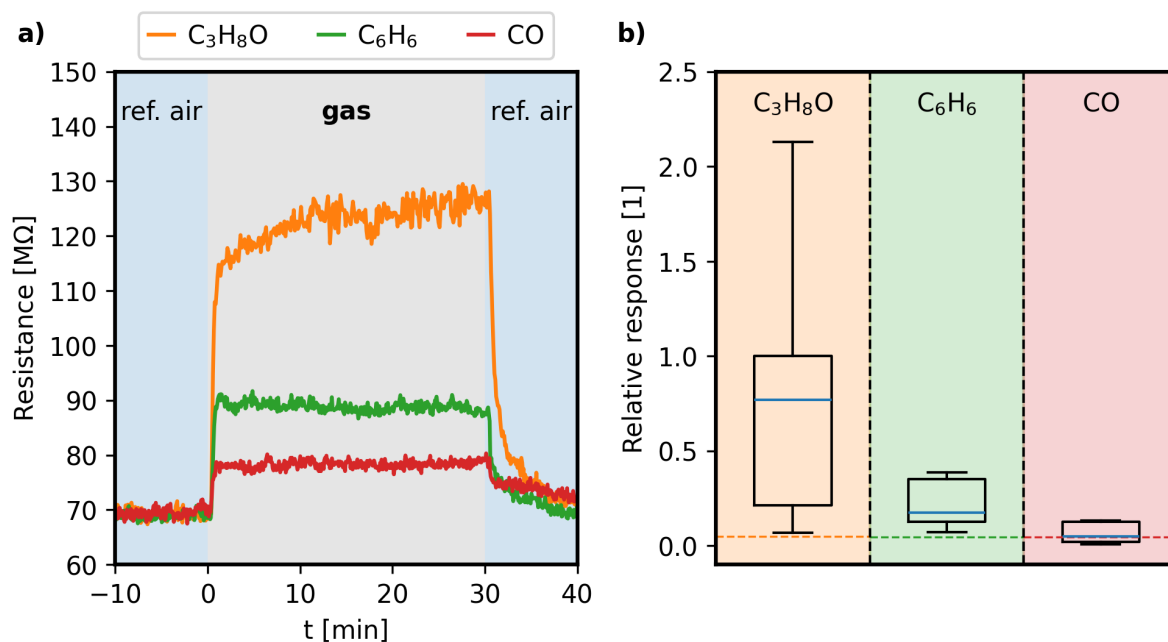 a)
C₃H₈O C₆H₆ CO
ref. air gas ref. air
150
140
130
120
110
100
90
80
70
60
Resistance [MΩ]
−10 0 10 20 30 40
t [min]
b)
C₃H₈O C₆H₆ CO
2.5
2.0
1.5
1.0
0.5
0.0
Relative response [1]